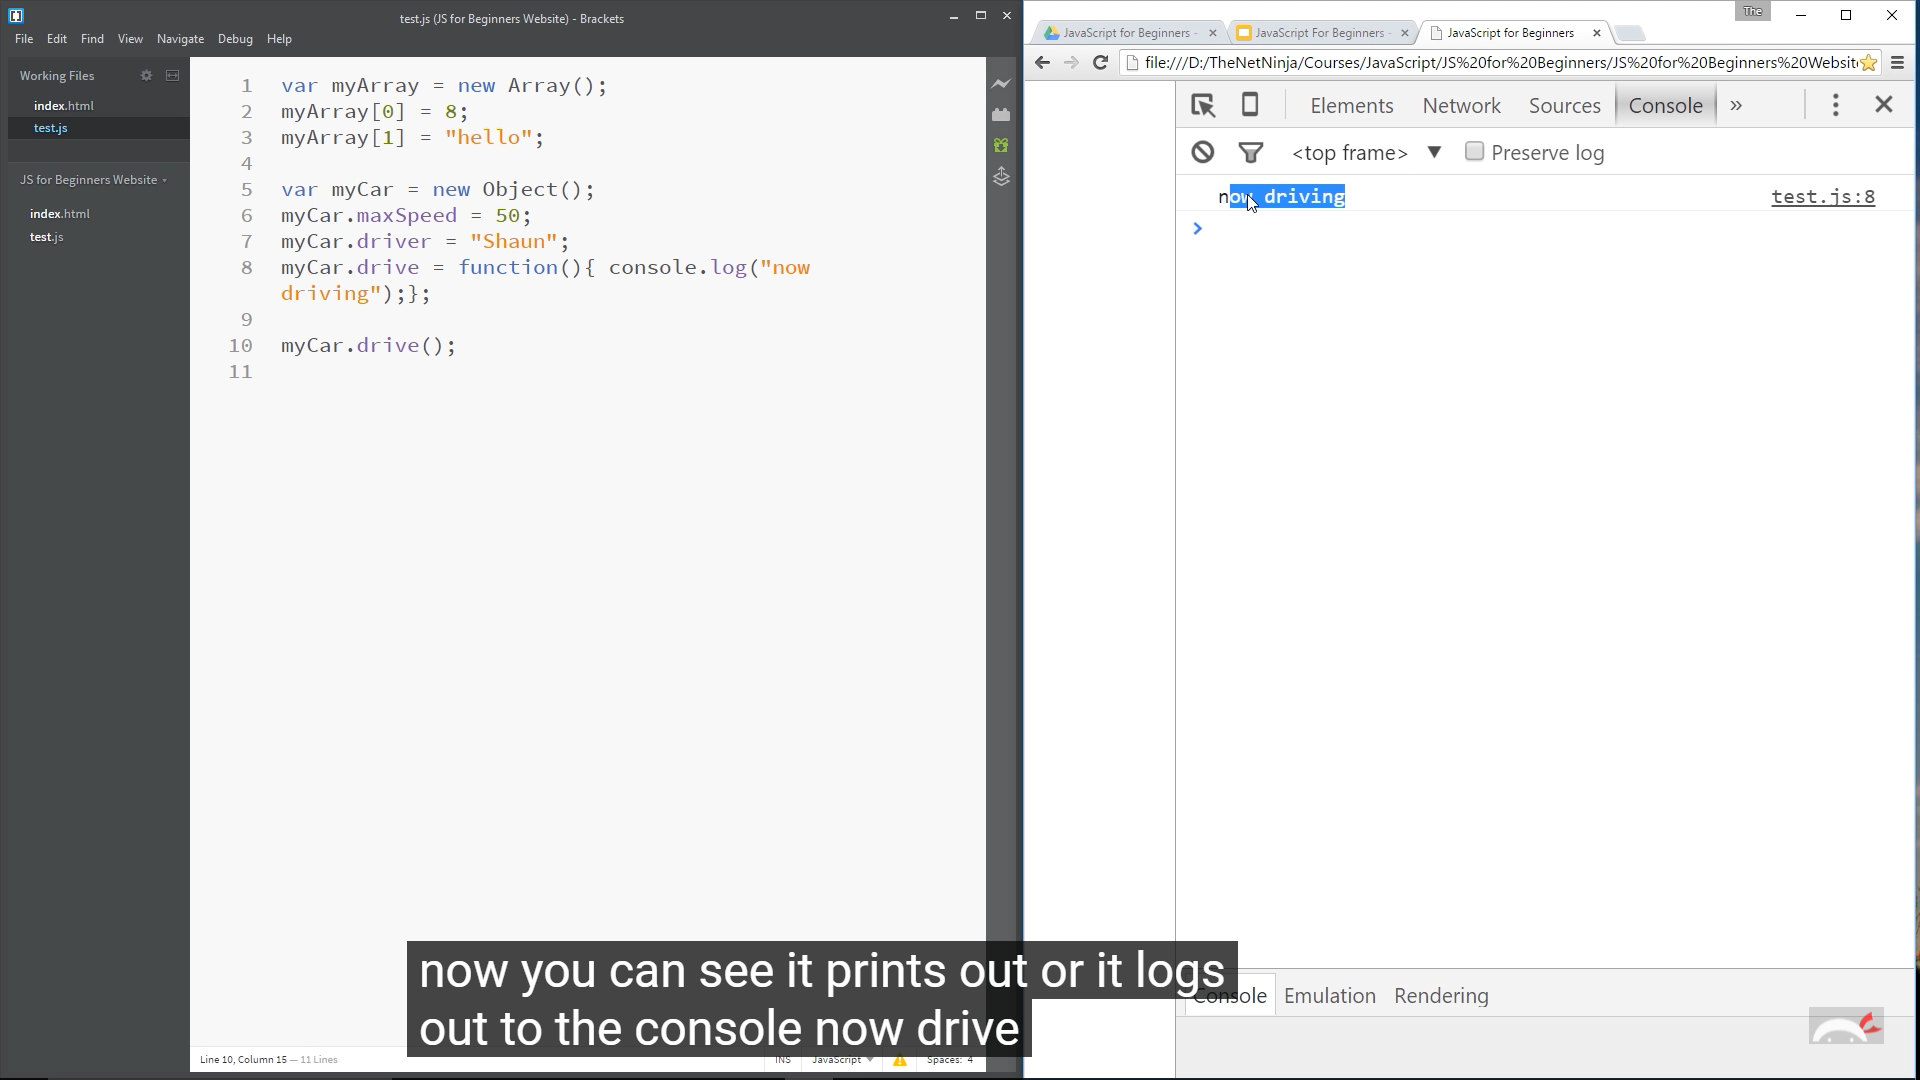 test.js (JS for Beginners Website) - Brackets
File Edit Find View Navigate Debug Help
Working Files
index.html
test.js
JS for Beginners Website
index.html
test.js
1 var myArray = new Array();
2 myArray[0] = 8;
3 myArray[1] = "hello";
4
5 var myCar = new Object();
6 myCar.maxSpeed = 50;
7 myCar.driver = "Shaun";
8 myCar.drive = function(){ console.log("now
driving");};
9
10 myCar.drive();
11
Line 10, Column 15 — 11 Lines
INS JavaScript Spaces: 4
The
JavaScript for Beginners - JavaScript For Beginners - JavaScript for Beginners
file:///D:/TheNetNinja/Courses/JavaScript/JS%20for%20Beginners/JS%20for%20Beginners%20Websit
Elements Network Sources Console »
<top frame> ▼ Preserve log
now driving test.js:8
>
Console Emulation Rendering
now you can see it prints out or it logs
out to the console now drive